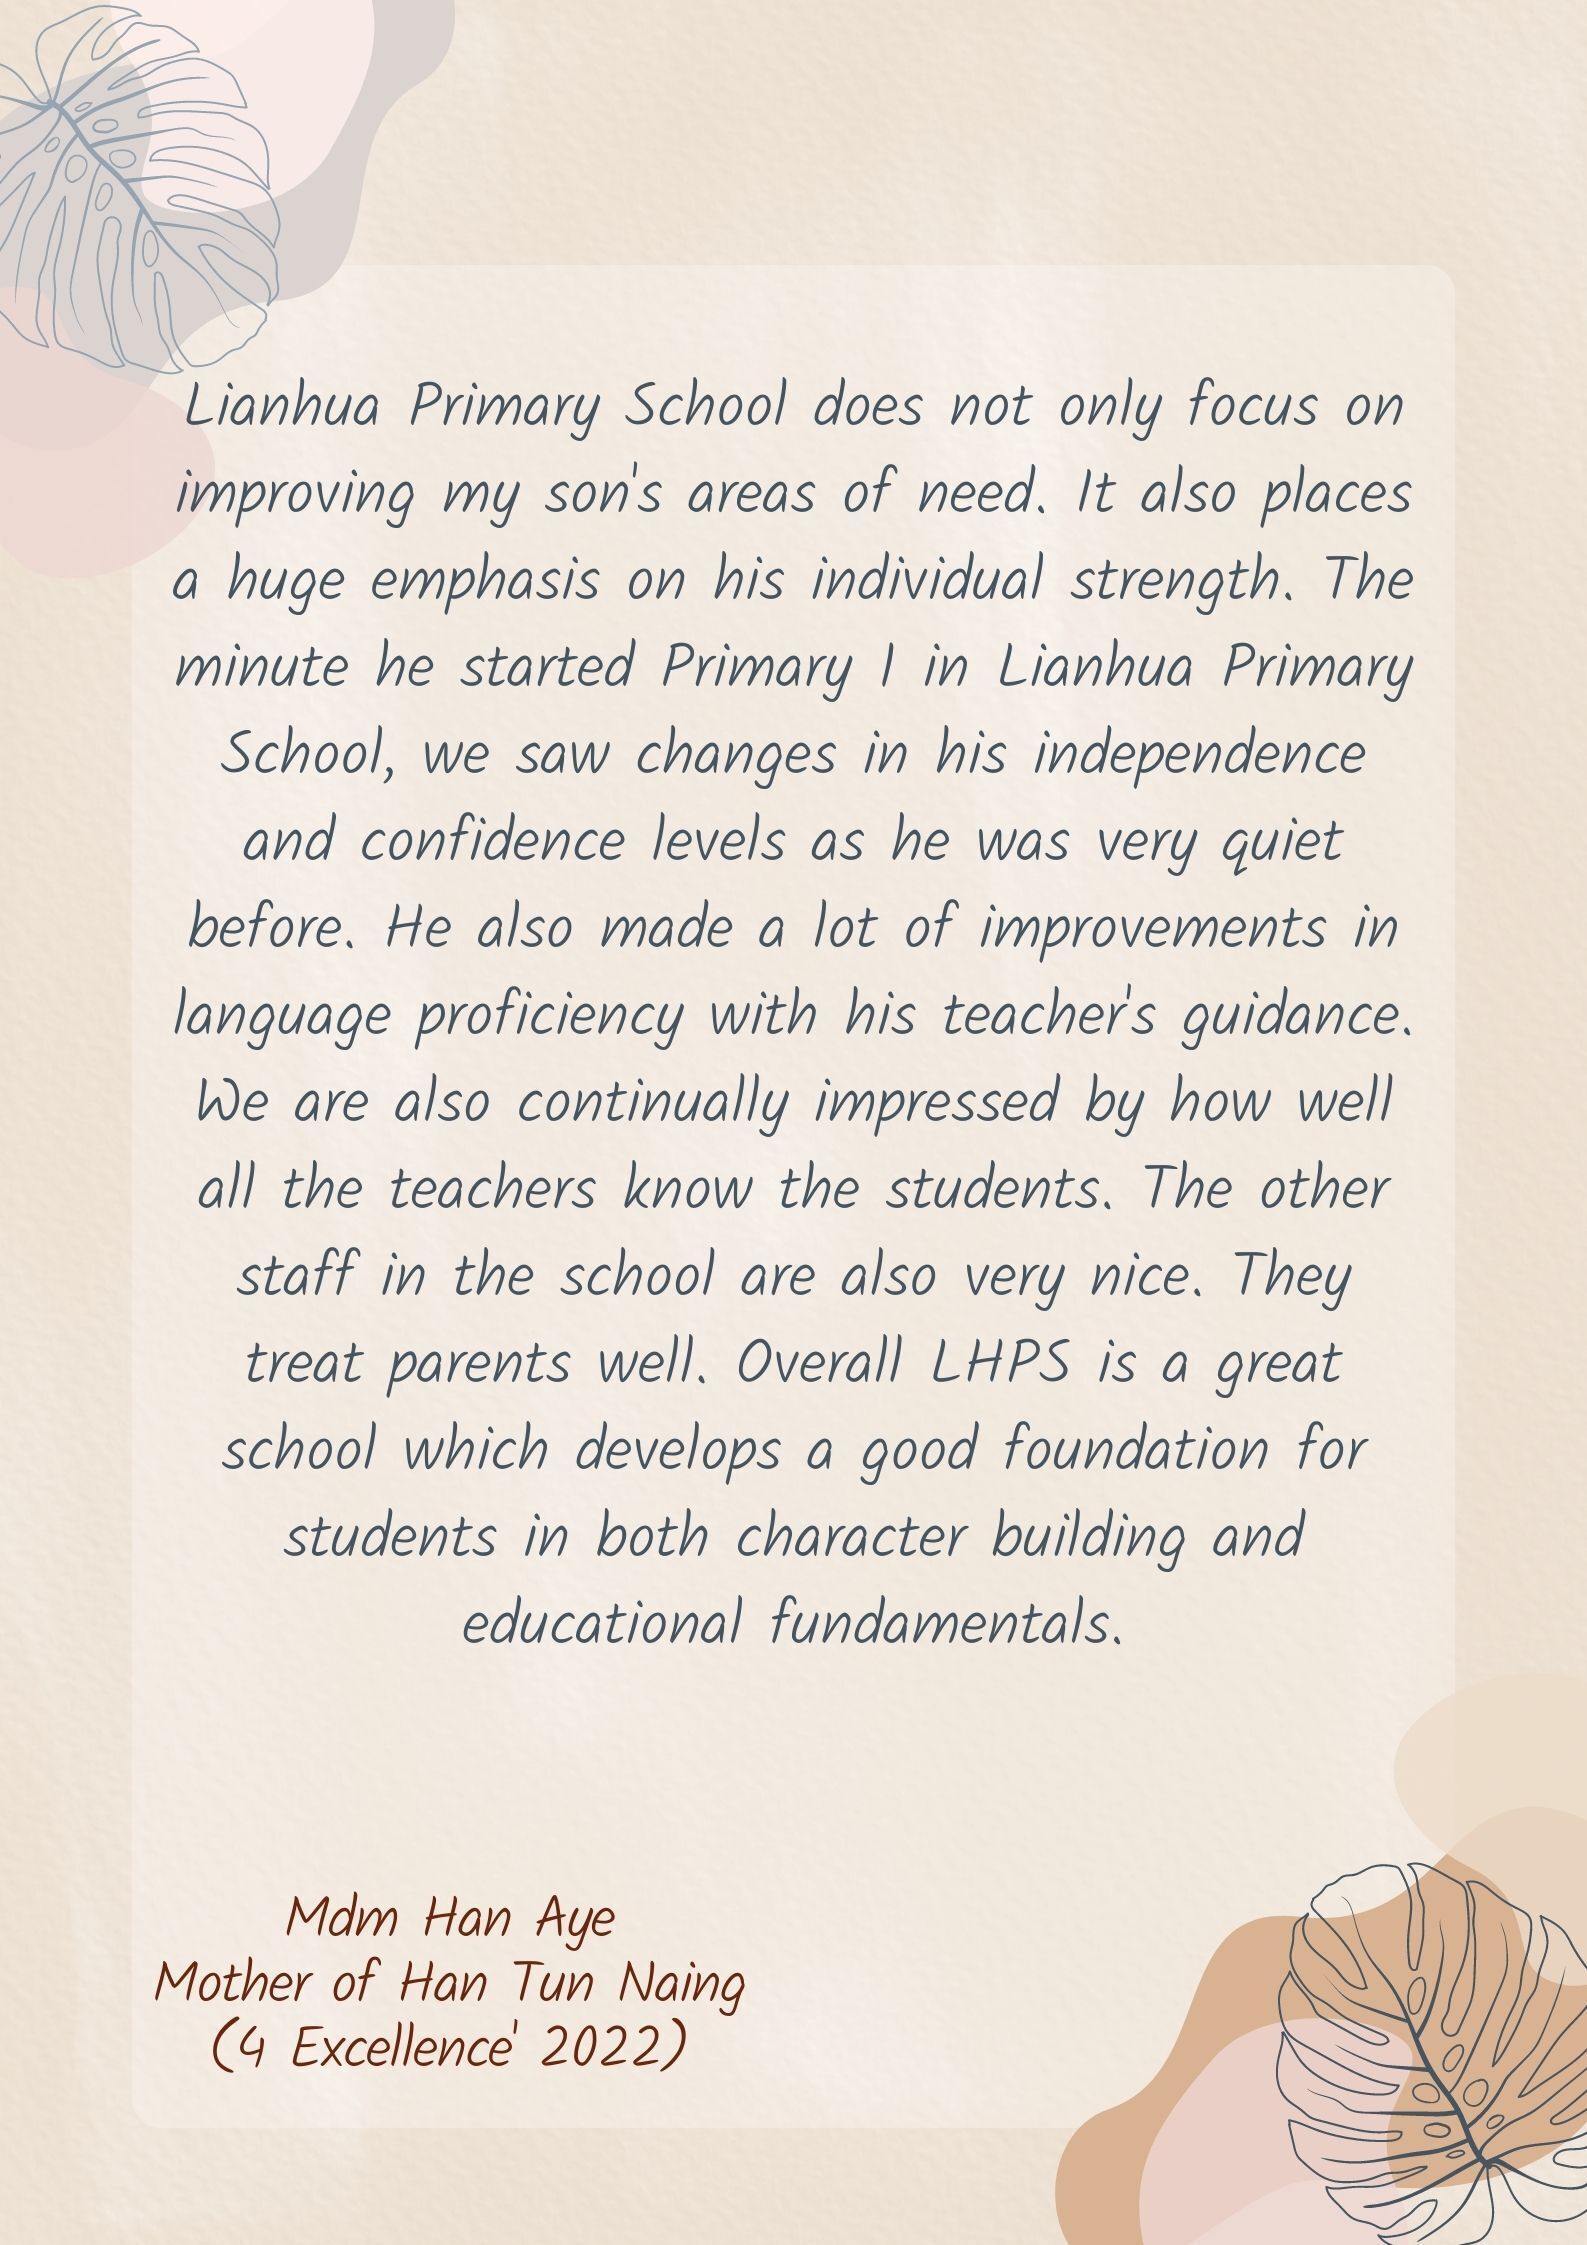 Lianhua Primary School does not only focus on
improving my son's areas of need. It also places
a huge emphasis on his individual strength. The
minute he started Primary 1 in Lianhua Primary
School, we saw changes in his independence
and confidence levels as he was very quiet
before. He also made a lot of improvements in
language proficiency with his teacher's guidance.
We are also continually impressed by how well
all the teachers know the students. The other
staff in the school are also very nice. They
treat parents well. Overall LHPS is a great
school which develops a good foundation for
students in both character building and
educational fundamentals.
Mdm Han Aye
Mother of Han Tun Naing
(4 Excellence' 2022)